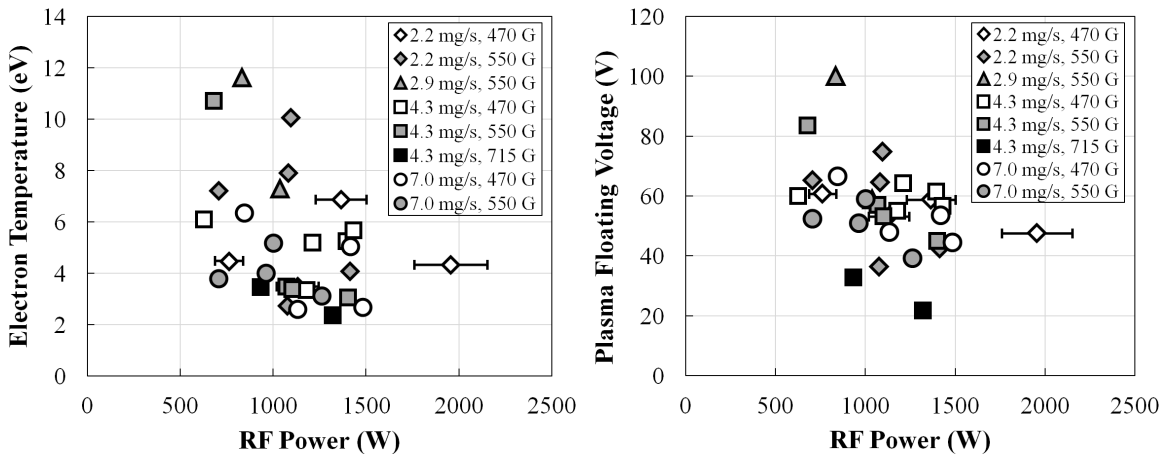 Electron Temperature (eV)
14
12
10
8
6
4
2
0
0 500 1000 1500 2000 2500
RF Power (W)
2.2 mg/s, 470 G
2.2 mg/s, 550 G
2.9 mg/s, 550 G
4.3 mg/s, 470 G
4.3 mg/s, 550 G
4.3 mg/s, 715 G
7.0 mg/s, 470 G
7.0 mg/s, 550 G
Plasma Floating Voltage (V)
120
100
80
60
40
20
0
0 500 1000 1500 2000 2500
RF Power (W)
2.2 mg/s, 470 G
2.2 mg/s, 550 G
2.9 mg/s, 550 G
4.3 mg/s, 470 G
4.3 mg/s, 550 G
4.3 mg/s, 715 G
7.0 mg/s, 470 G
7.0 mg/s, 550 G